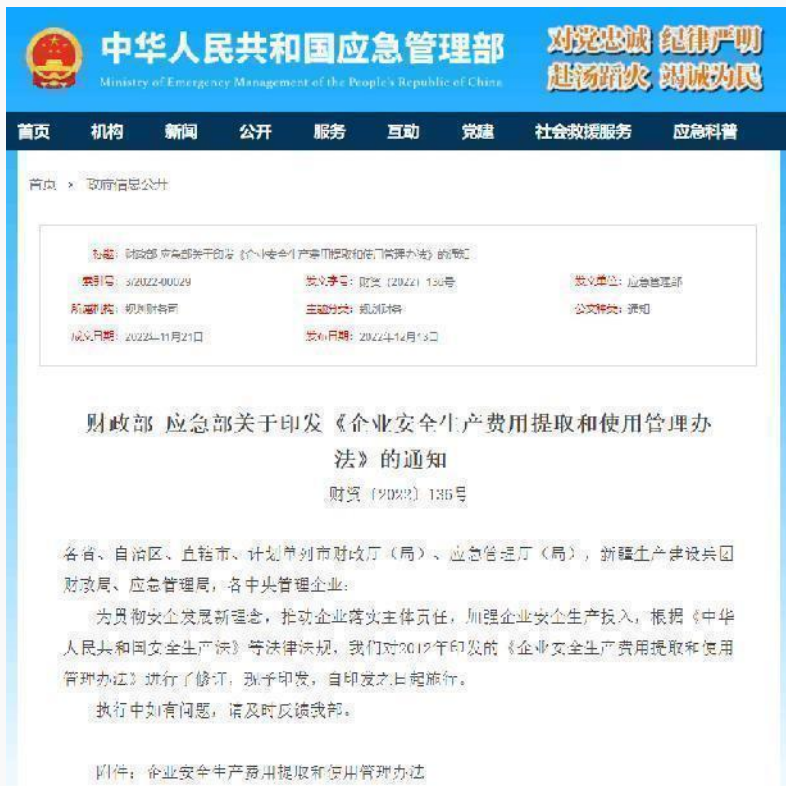 中华人民共和国应急管理部
Ministry of Emergency Management of the People's Republic of China
对党忠诚 纪律严明
赴汤蹈火 竭诚为民
首页 机构 新闻 公开 服务 互动 党建 社会救援服务 应急科普
首页 > 政府信息公开
标题：财政部 应急部关于印发《企业安全生产费用提取和使用管理办法》的通知
索引号：3/2022-00029 发文字号：财资〔2022〕136号 发文单位：应急管理部
所属机构：规划财务司 主题分类：规划财务 公文种类：通知
成文日期：2022年11月21日 发布日期：2022年12月13日
财政部 应急部关于印发《企业安全生产费用提取和使用管理办
法》的通知
财资〔2022〕136号
各省、自治区、直辖市、计划单列市财政厅（局）、应急管理厅（局），新疆生产建设兵团
财政局、应急管理局，各中央管理企业：
为贯彻安全发展新理念，推动企业落实主体责任，加强企业安全生产投入，根据《中华
人民共和国安全生产法》等法律法规，我们对2012年印发的《企业安全生产费用提取和使用
管理办法》进行了修订，现予印发，自印发之日起施行。
执行中如有问题，请及时反馈我部。
附件：企业安全生产费用提取和使用管理办法